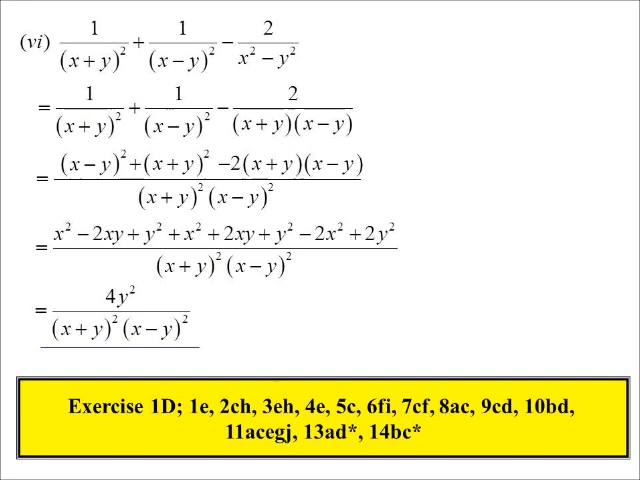 (vi) 1/(x + y)² + 1/(x − y)² − 2/(x² − y²)
= 1/(x + y)² + 1/(x − y)² − 2/((x + y)(x − y))
= ((x − y)² + (x + y)² − 2(x + y)(x − y))/((x + y)² (x − y)²)
= (x² − 2xy + y² + x² + 2xy + y² − 2x² + 2y²)/((x + y)² (x − y)²)
= 4y²/((x + y)² (x − y)²)
Exercise 1D; 1e, 2ch, 3eh, 4e, 5c, 6fi, 7cf, 8ac, 9cd, 10bd,
11acegj, 13ad*, 14bc*